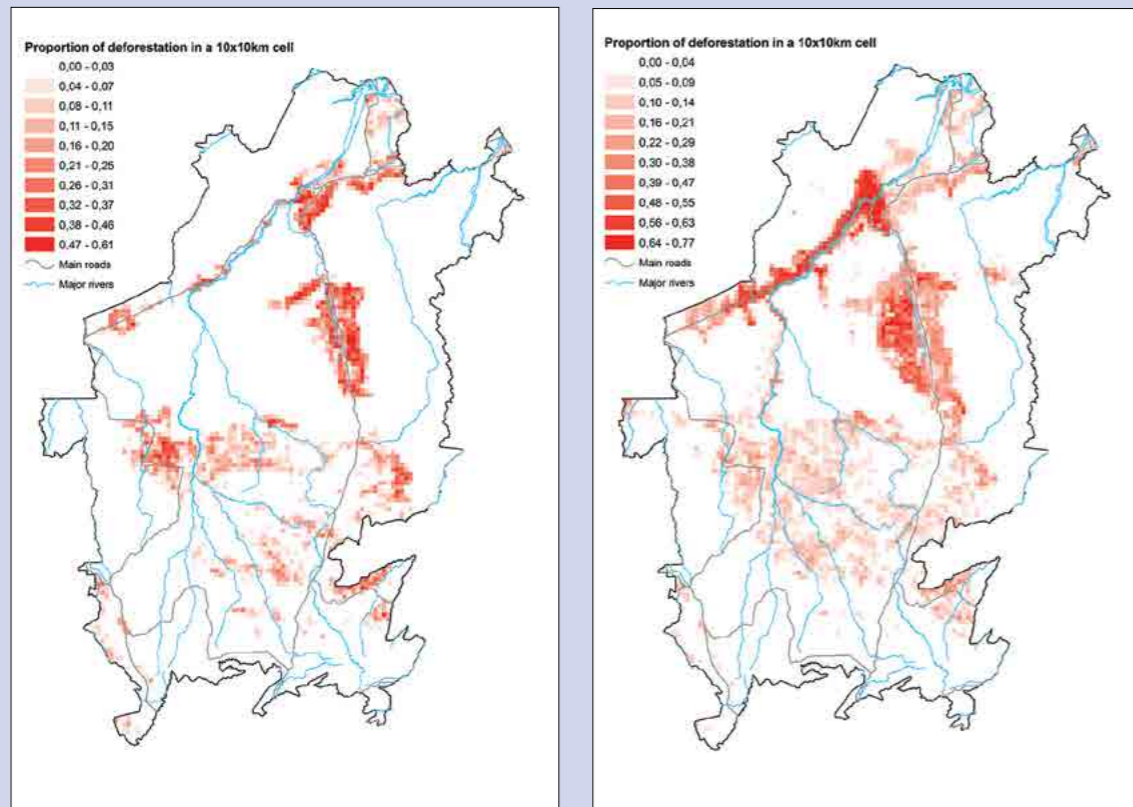 Proportion of deforestation in a 10x10km cell
0,00 - 0,03
0,04 - 0,07
0,08 - 0,11
0,11 - 0,15
0,16 - 0,20
0,21 - 0,25
0,26 - 0,31
0,32 - 0,37
0,38 - 0,46
0,47 - 0,61
Main roads
Major rivers
Proportion of deforestation in a 10x10km cell
0,00 - 0,04
0,05 - 0,09
0,10 - 0,14
0,16 - 0,21
0,22 - 0,29
0,30 - 0,38
0,39 - 0,47
0,48 - 0,55
0,56 - 0,63
0,64 - 0,77
Main roads
Major rivers